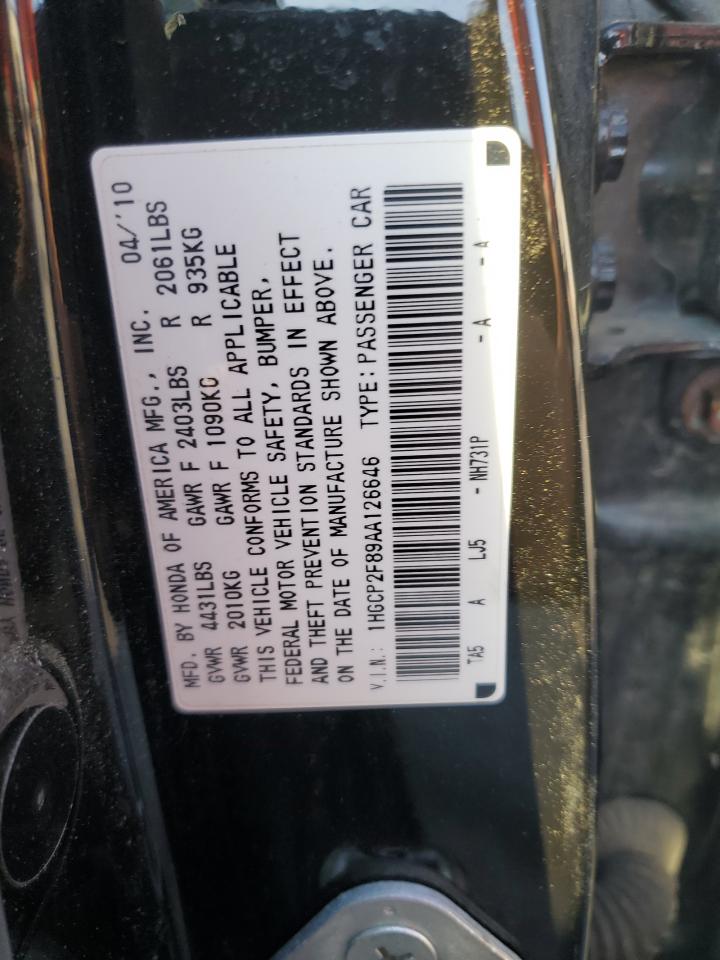 MFD. BY HONDA OF AMERICA MFG., INC. 04/'10
GVWR 4431LBS GAWR F 2403LBS R 2061LBS
GVWR 2010KG GAWR F 1090KG R 935KG
THIS VEHICLE CONFORMS TO ALL APPLICABLE
FEDERAL MOTOR VEHICLE SAFETY, BUMPER,
AND THEFT PREVENTION STANDARDS IN EFFECT
ON THE DATE OF MANUFACTURE SHOWN ABOVE.
V.I.N.: 1HGCP2F89AA126646 TYPE:PASSENGER CAR
TA5 A LJ5 - NH731P - A - A